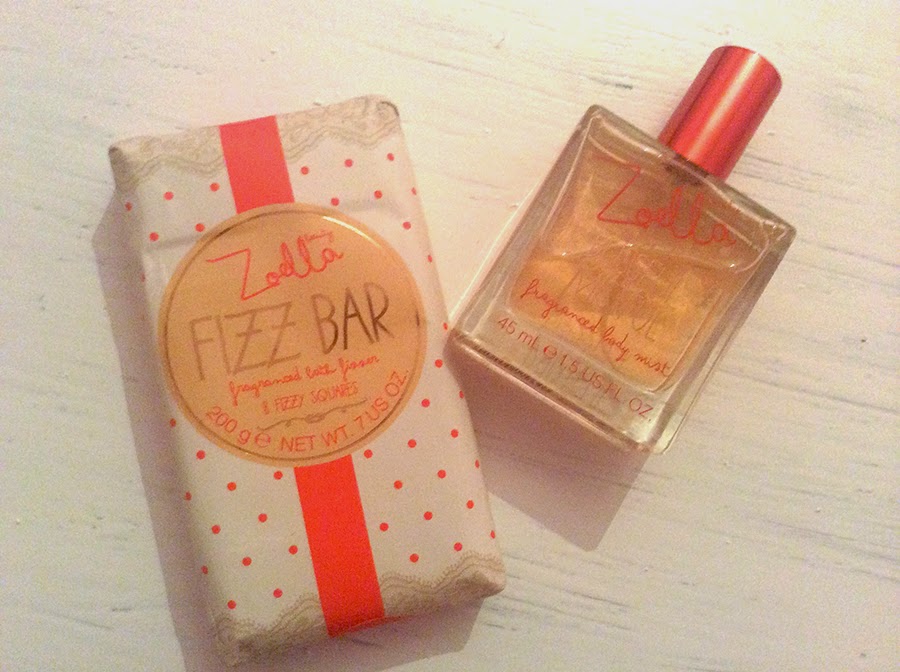 Zoella
beauty
FIZZ BAR
fragranced bath fizzer
8 FIZZY SQUARES
200 g e NET WT. 7 US OZ.
Zoella
fragranced body mist
45 mL e 1.5 US FL. OZ.